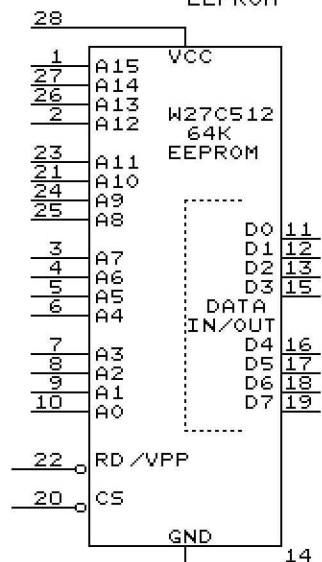 EEPROM
28
VCC
1 A15
27 A14
26 A13
2 A12
W27C512
64K
EEPROM
23 A11
21 A10
24 A9
25 A8
D0 11
D1 12
D2 13
D3 15
3 A7
4 A6
5 A5
6 A4
DATA
IN/OUT
D4 16
D5 17
D6 18
D7 19
7 A3
8 A2
9 A1
10 A0
22 RD/VPP
20 CS
GND
14